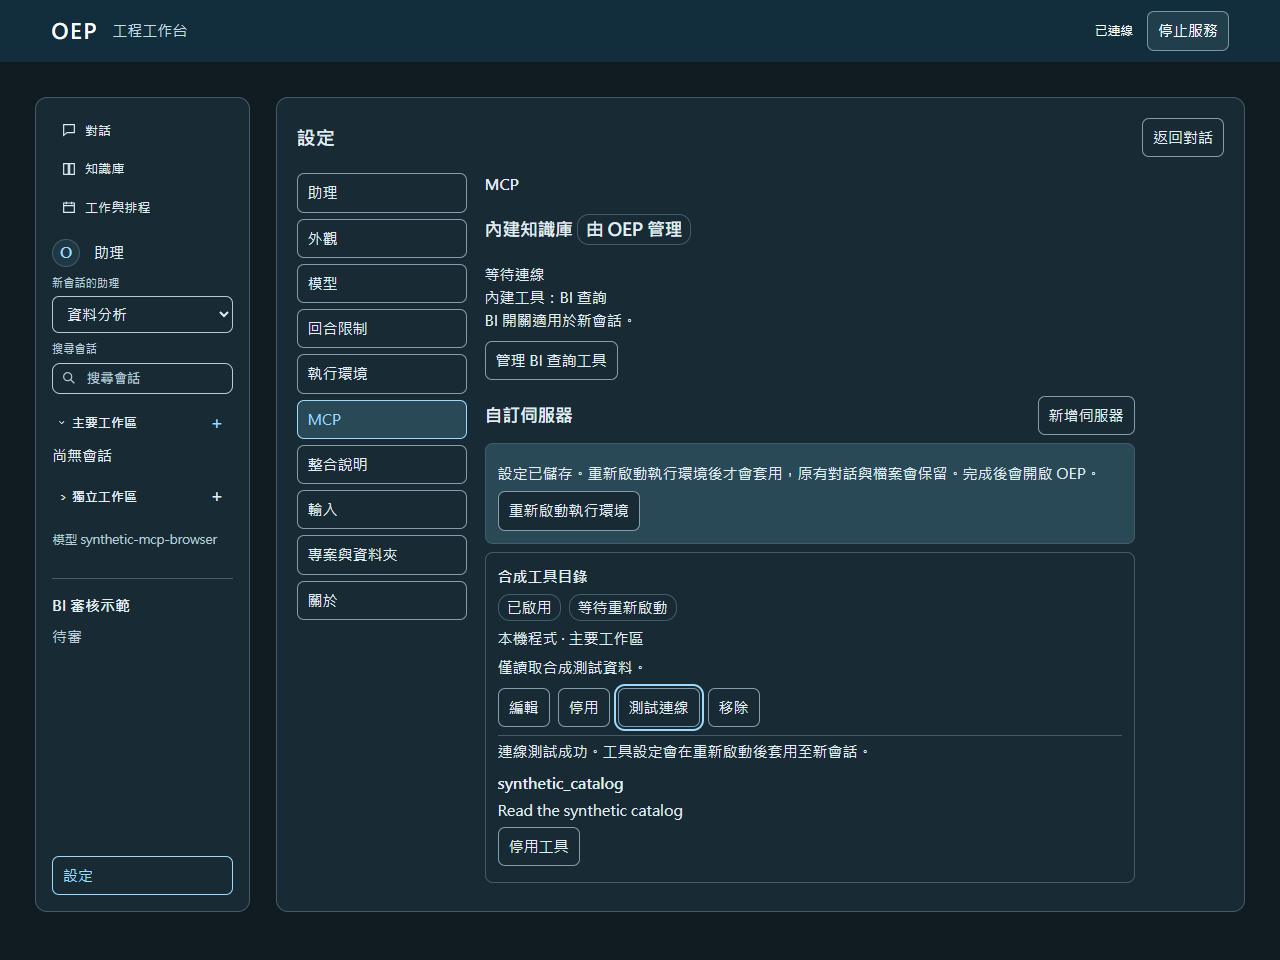 OEP 工程工作台
已連線
停止服務
對話
知識庫
工作與排程
O 助理
新會話的助理
資料分析
搜尋會話
搜尋會話
主要工作區 +
尚無會話
獨立工作區 +
模型 synthetic-mcp-browser
BI 審核示範
待審
設定
設定
返回對話
助理
外觀
模型
回合限制
執行環境
MCP
整合說明
輸入
專案與資料夾
關於
MCP
內建知識庫 由 OEP 管理
等待連線
內建工具：BI 查詢
BI 開關適用於新會話。
管理 BI 查詢工具
自訂伺服器
新增伺服器
設定已儲存。重新啟動執行環境後才會套用，原有對話與檔案會保留。完成後會開啟 OEP。
重新啟動執行環境
合成工具目錄
已啟用 等待重新啟動
本機程式 · 主要工作區
僅讀取合成測試資料。
編輯 停用 測試連線 移除
連線測試成功。工具設定會在重新啟動後套用至新會話。
synthetic_catalog
Read the synthetic catalog
停用工具